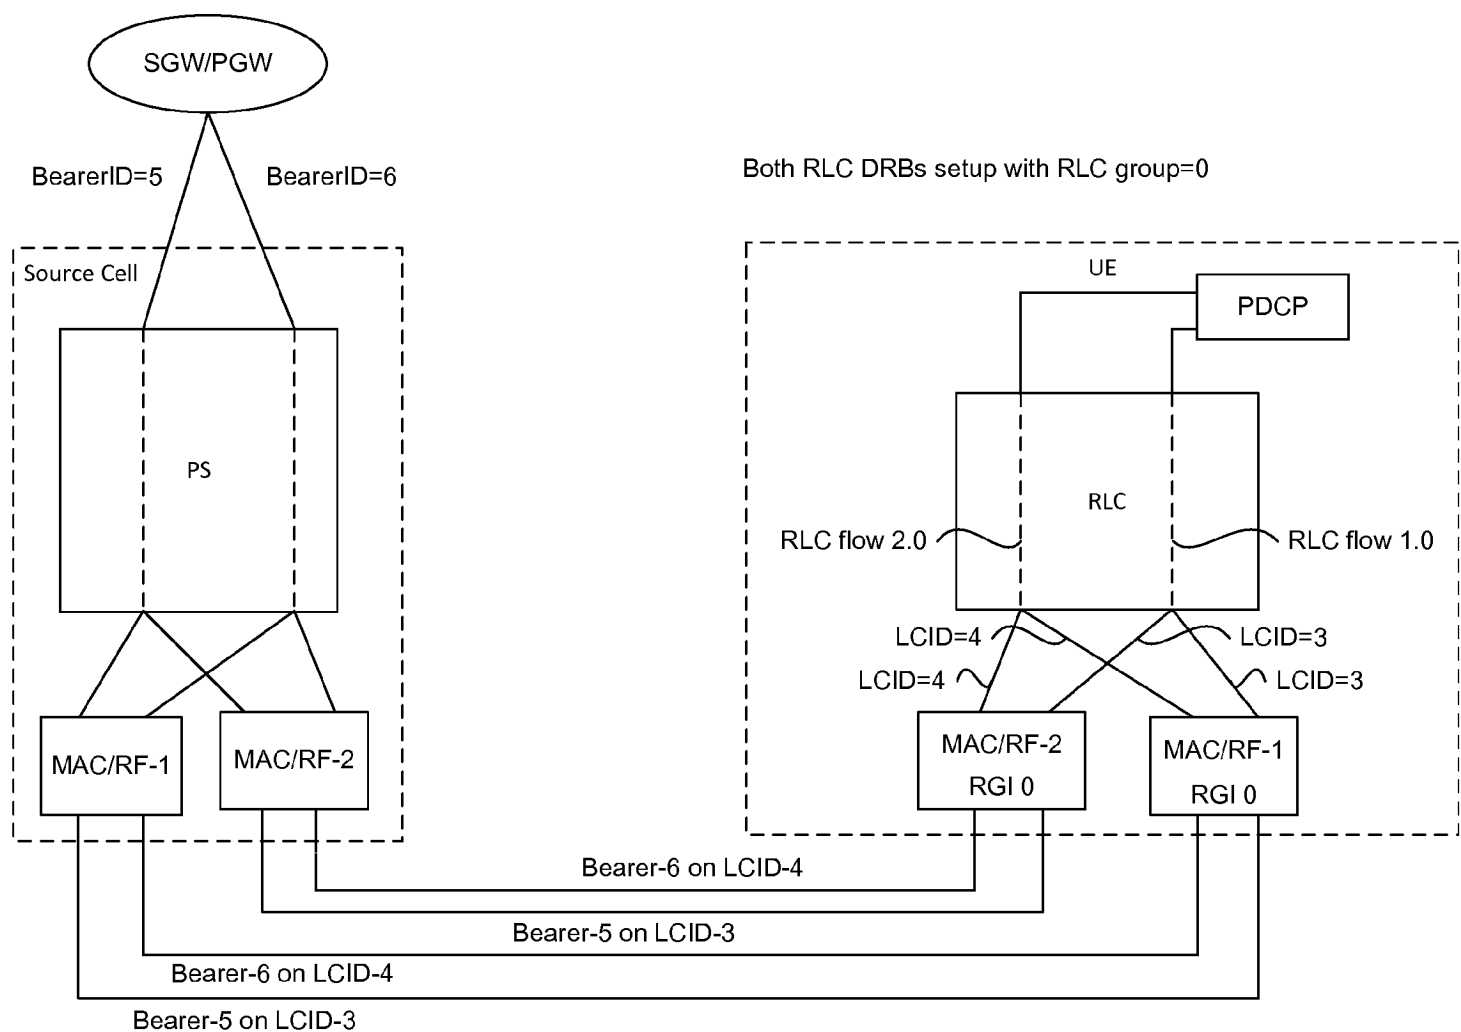 SGW/PGW
BearerID=5
BearerID=6
Both RLC DRBs setup with RLC group=0
Source Cell
UE
PDCP
PS
RLC
RLC flow 2.0
RLC flow 1.0
LCID=4
LCID=3
LCID=4
LCID=3
MAC/RF-1
MAC/RF-2
MAC/RF-2
RGI 0
MAC/RF-1
RGI 0
Bearer-6 on LCID-4
Bearer-5 on LCID-3
Bearer-6 on LCID-4
Bearer-5 on LCID-3